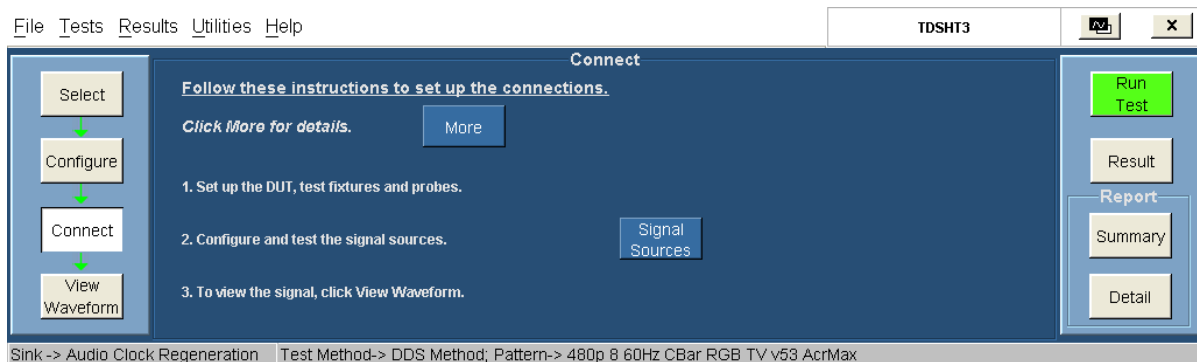 File Tests Results Utilities Help
TDSHT3
x
Connect
Select
Configure
Connect
View
Waveform
Follow these instructions to set up the connections.
Click More for details.
More
1. Set up the DUT, test fixtures and probes.
2. Configure and test the signal sources.
Signal
Sources
3. To view the signal, click View Waveform.
Run
Test
Result
Report
Summary
Detail
Sink -> Audio Clock Regeneration Test Method-> DDS Method; Pattern-> 480p 8 60Hz CBar RGB TV v53 AcrMax